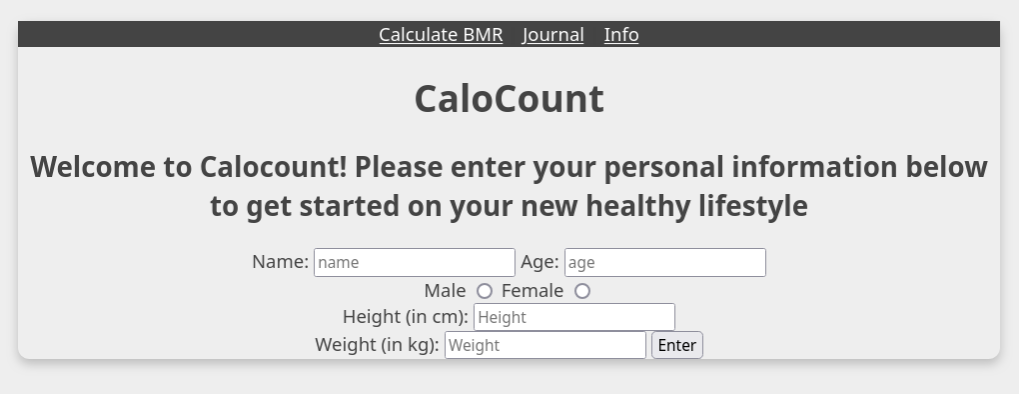 Calculate BMR Journal Info
CaloCount
Welcome to Calocount! Please enter your personal information below
to get started on your new healthy lifestyle
Name: name Age: age
Male Female
Height (in cm): Height
Weight (in kg): Weight Enter